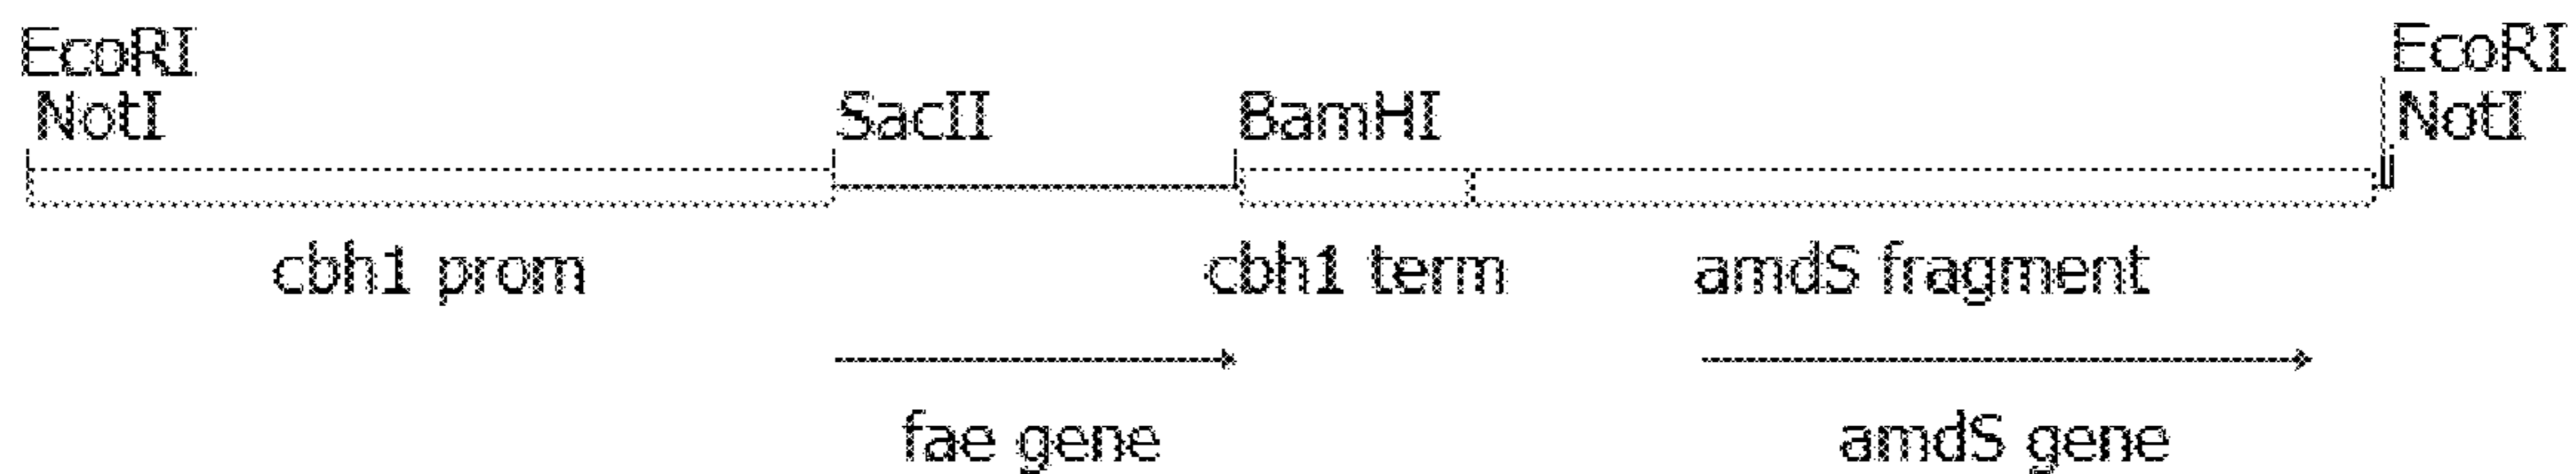 EcoRI
NotI
SacII
BamHI
EcoRI
NotI
cbh1 prom
cbh1 term
amdS fragment
fae gene
amdS gene